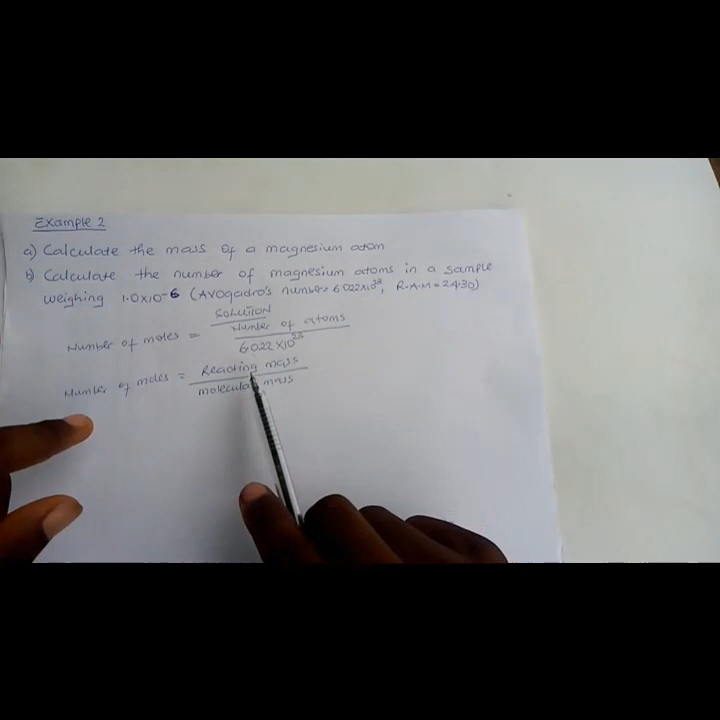 Example 2
a) Calculate the mass of a magnesium atom
b) Calculate the number of magnesium atoms in a sample
weighing 1.0x10-6 (Avogadro's number= 6.022x10²³, R.A.M=24.30)
SOLUTION
Number of moles = Number of atoms
6.022x10²³
Number of moles = Reacting mass
molecular mass